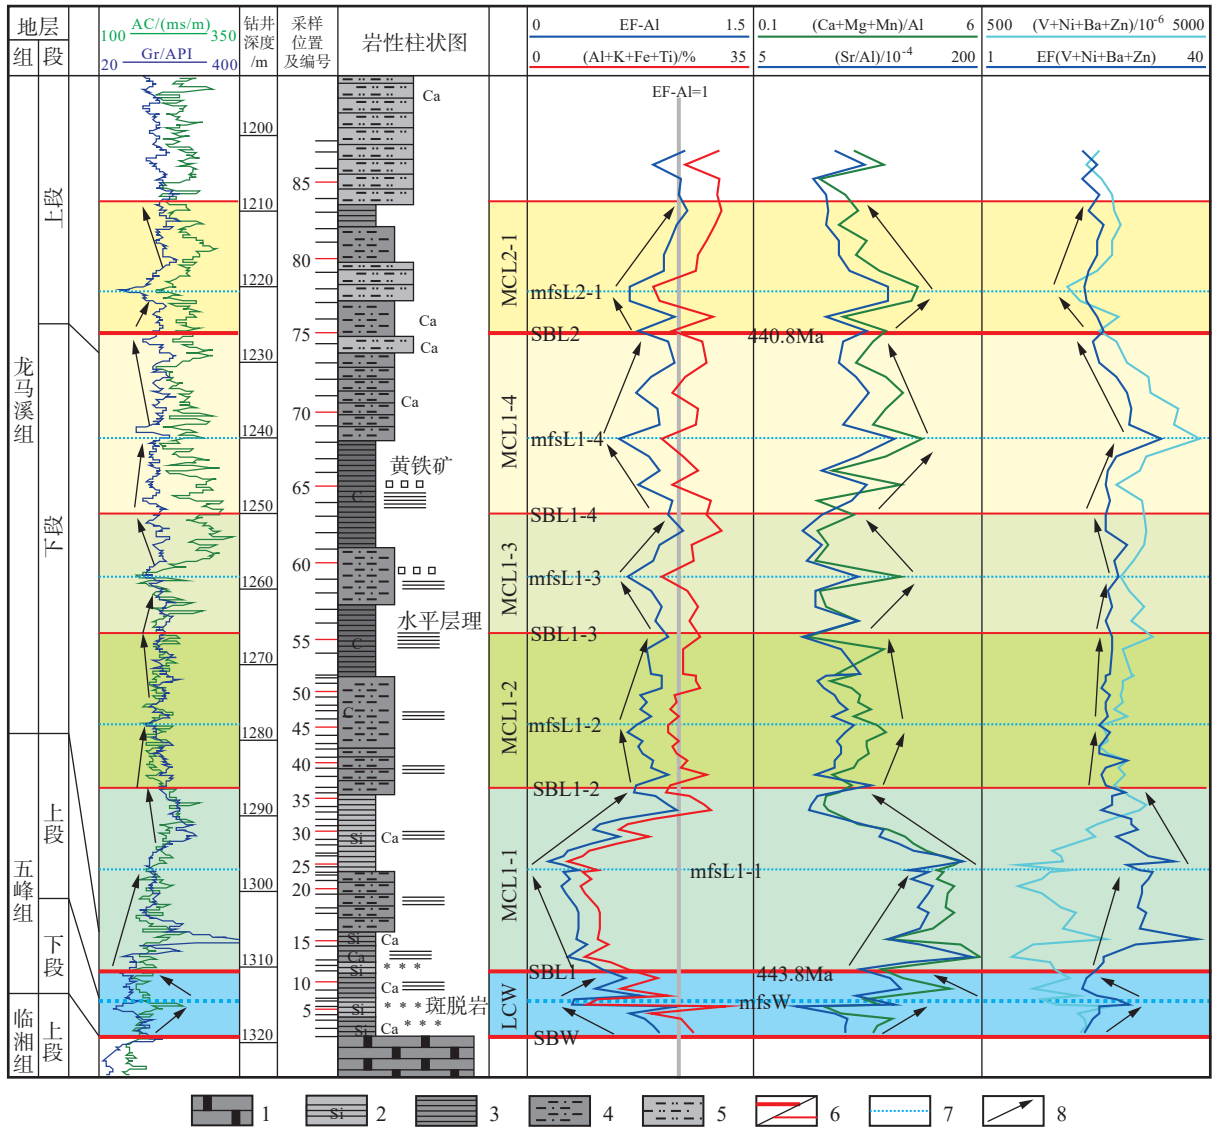 地层
组 段
AC/(ms/m)
100 350
Gr/API
20 400
钻井
深度
/m
采样
位置
及编号
岩性柱状图
0 EF-Al 1.5
0 (Al+K+Fe+Ti)/% 35
0.1 (Ca+Mg+Mn)/Al 6
5 (Sr/Al)/10⁻⁴ 200
500 (V+Ni+Ba+Zn)/10⁻⁶ 5000
1 EF(V+Ni+Ba+Zn) 40
EF-Al=1
龙马溪组
上段
下段
五峰组
上段
下段
临湘组
上段
1200
1210
1220
1230
1240
1250
1260
1270
1280
1290
1300
1310
1320
85
80
75
70
65
60
55
50
45
40
35
30
25
20
15
10
5
Ca
Ca
Ca
Ca
黄铁矿
C
水平层理
C
C
Si Ca
Si Ca
Ca
Si * * *
Ca
Si * * * 斑脱岩
Si Ca * * *
MCL2-1
MCL1-4
MCL1-3
MCL1-2
MCL1-1
LCW
mfsL2-1
SBL2
440.8Ma
mfsL1-4
SBL1-4
mfsL1-3
SBL1-3
mfsL1-2
SBL1-2
mfsL1-1
SBL1
443.8Ma
mfsW
SBW
1 Si 2 3 4 5 6 7 8